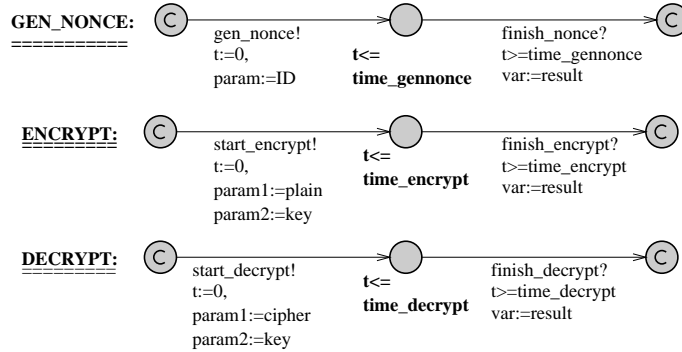 GEN_NONCE:
===========
C
C
gen_nonce!
t:=0,
param:=ID
t<=
time_gennonce
finish_nonce?
t>=time_gennonce
var:=result
ENCRYPT:
=========
C
C
start_encrypt!
t:=0,
param1:=plain
param2:=key
t<=
time_encrypt
finish_encrypt?
t>=time_encrypt
var:=result
DECRYPT:
=========
C
C
start_decrypt!
t:=0,
param1:=cipher
param2:=key
t<=
time_decrypt
finish_decrypt?
t>=time_decrypt
var:=result